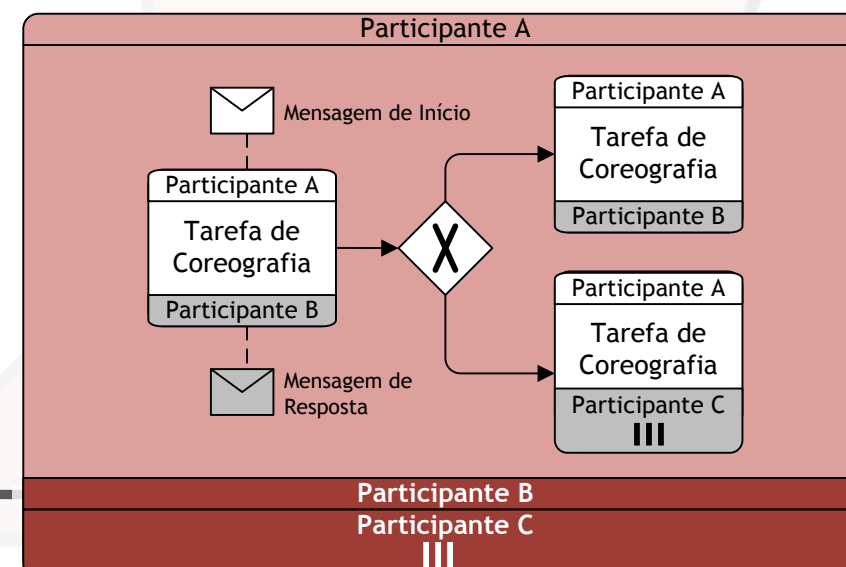 Participante A
Mensagem de Início
Participante A
Tarefa de
Coreografia
Participante B
Mensagem de
Resposta
X
Participante A
Tarefa de
Coreografia
Participante B
Participante A
Tarefa de
Coreografia
Participante C
Participante B
Participante C